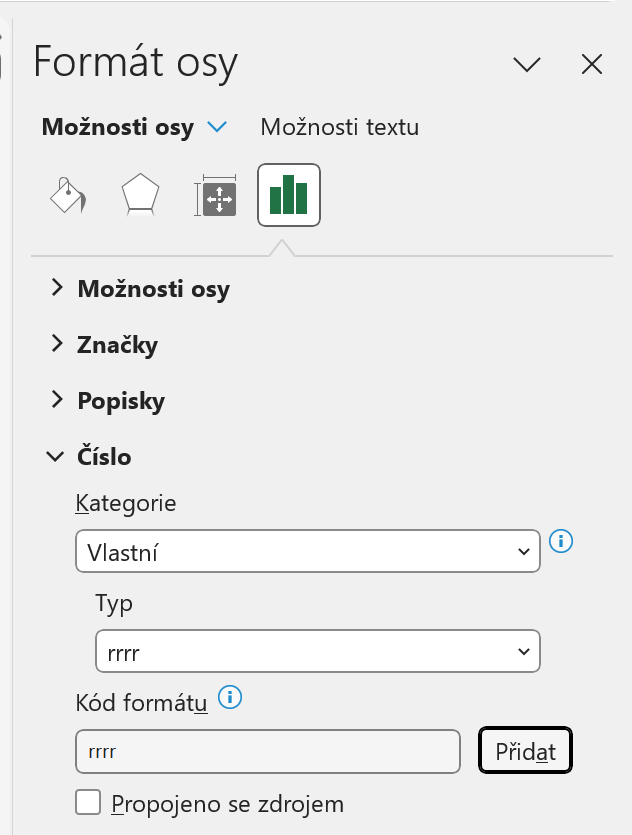 Formát osy
Možnosti osy Možnosti textu
Možnosti osy
Značky
Popisky
Číslo
Kategorie
Vlastní
Typ
rrrr
Kód formátu
rrrr Přidat
Propojeno se zdrojem